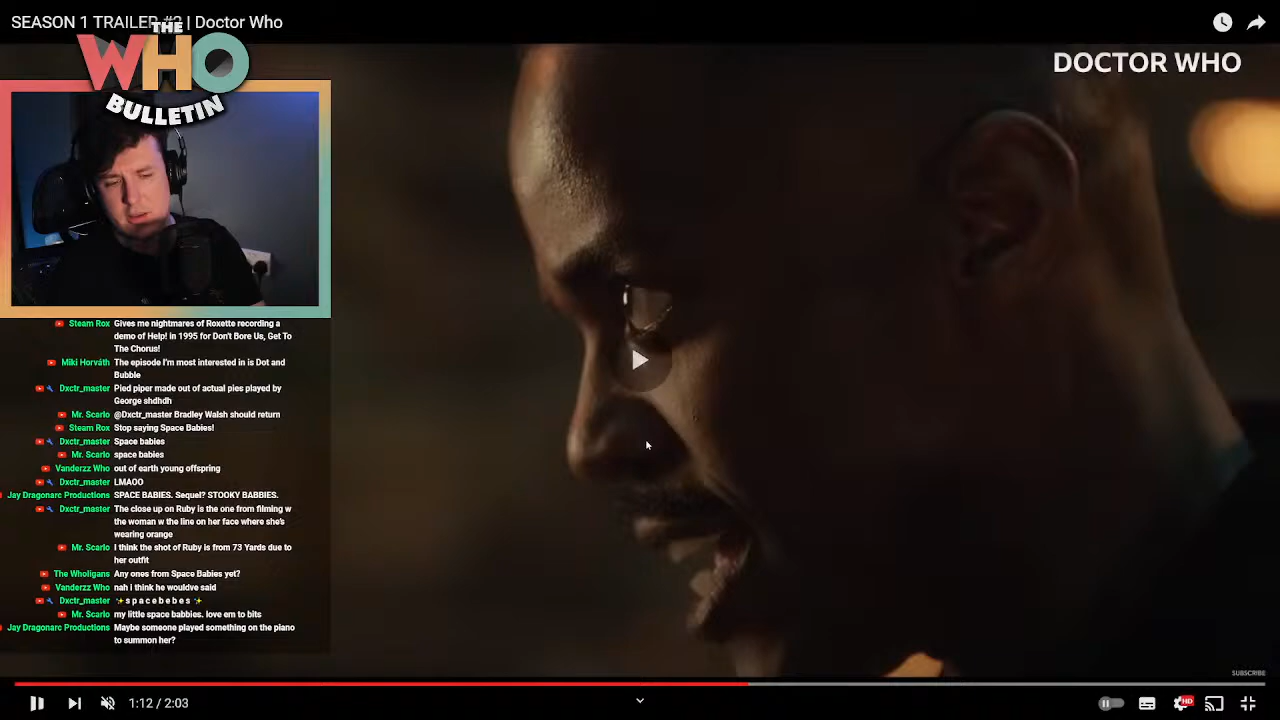 SEASON 1 TRAILER #2 | Doctor Who
THE
WHO
BULLETIN
DOCTOR WHO
Steam Rox Gives me nightmares of Roxette recording a
demo of Help! in 1995 for Don't Bore Us, Get To
The Chorus!
Miki Horváth The episode I'm most interested in is Dot and
Bubble
Dxctr_master Pied piper made out of actual pies played by
George shdhdh
Mr. Scarlo @Dxctr_master Bradley Walsh should return
Steam Rox Stop saying Space Babies!
Dxctr_master Space babies
Mr. Scarlo space babies
Vanderzz Who out of earth young offspring
Dxctr_master LMAOO
Jay Dragonarc Productions SPACE BABIES. Sequel? STOOKY BABBIES.
Dxctr_master The close up on Ruby is the one from filming w
the woman w the line on her face where she's
wearing orange
Mr. Scarlo I think the shot of Ruby is from 73 Yards due to
her outfit
The Wholigans Any ones from Space Babies yet?
Vanderzz Who nah i think he wouldve said
Dxctr_master ✨ s p a c e b e b e s ✨
Mr. Scarlo my little space babbies. love em to bits
Jay Dragonarc Productions Maybe someone played something on the piano
to summon her?
SUBSCRIBE
1:12 / 2:03
HD